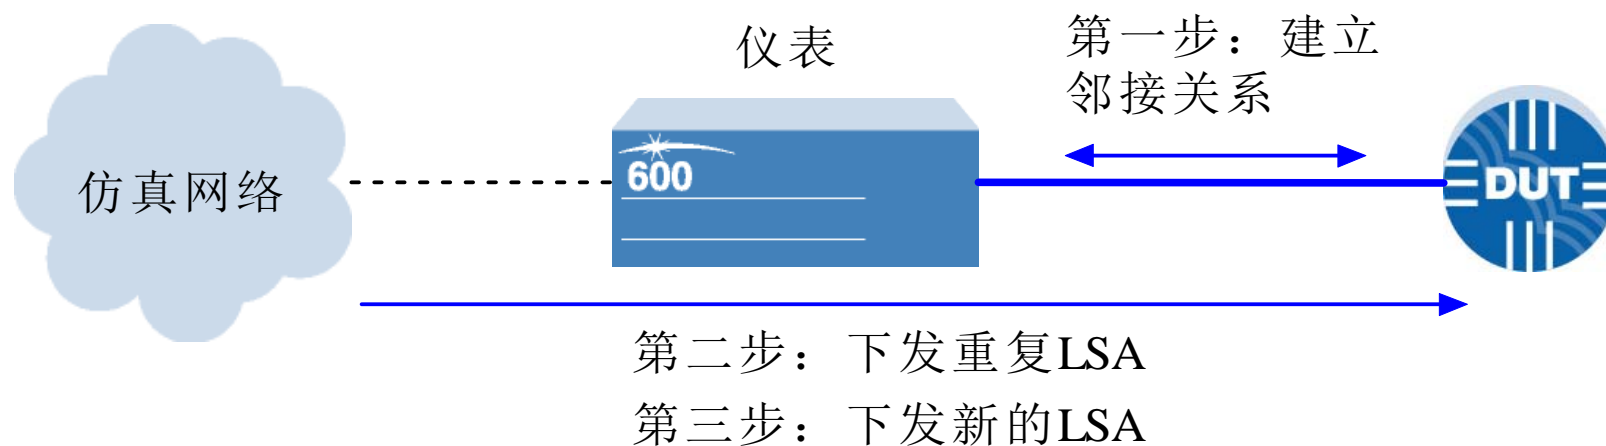 仪表
第一步：建立
邻接关系
600
仿真网络
DUT
第二步：下发重复LSA
第三步：下发新的LSA